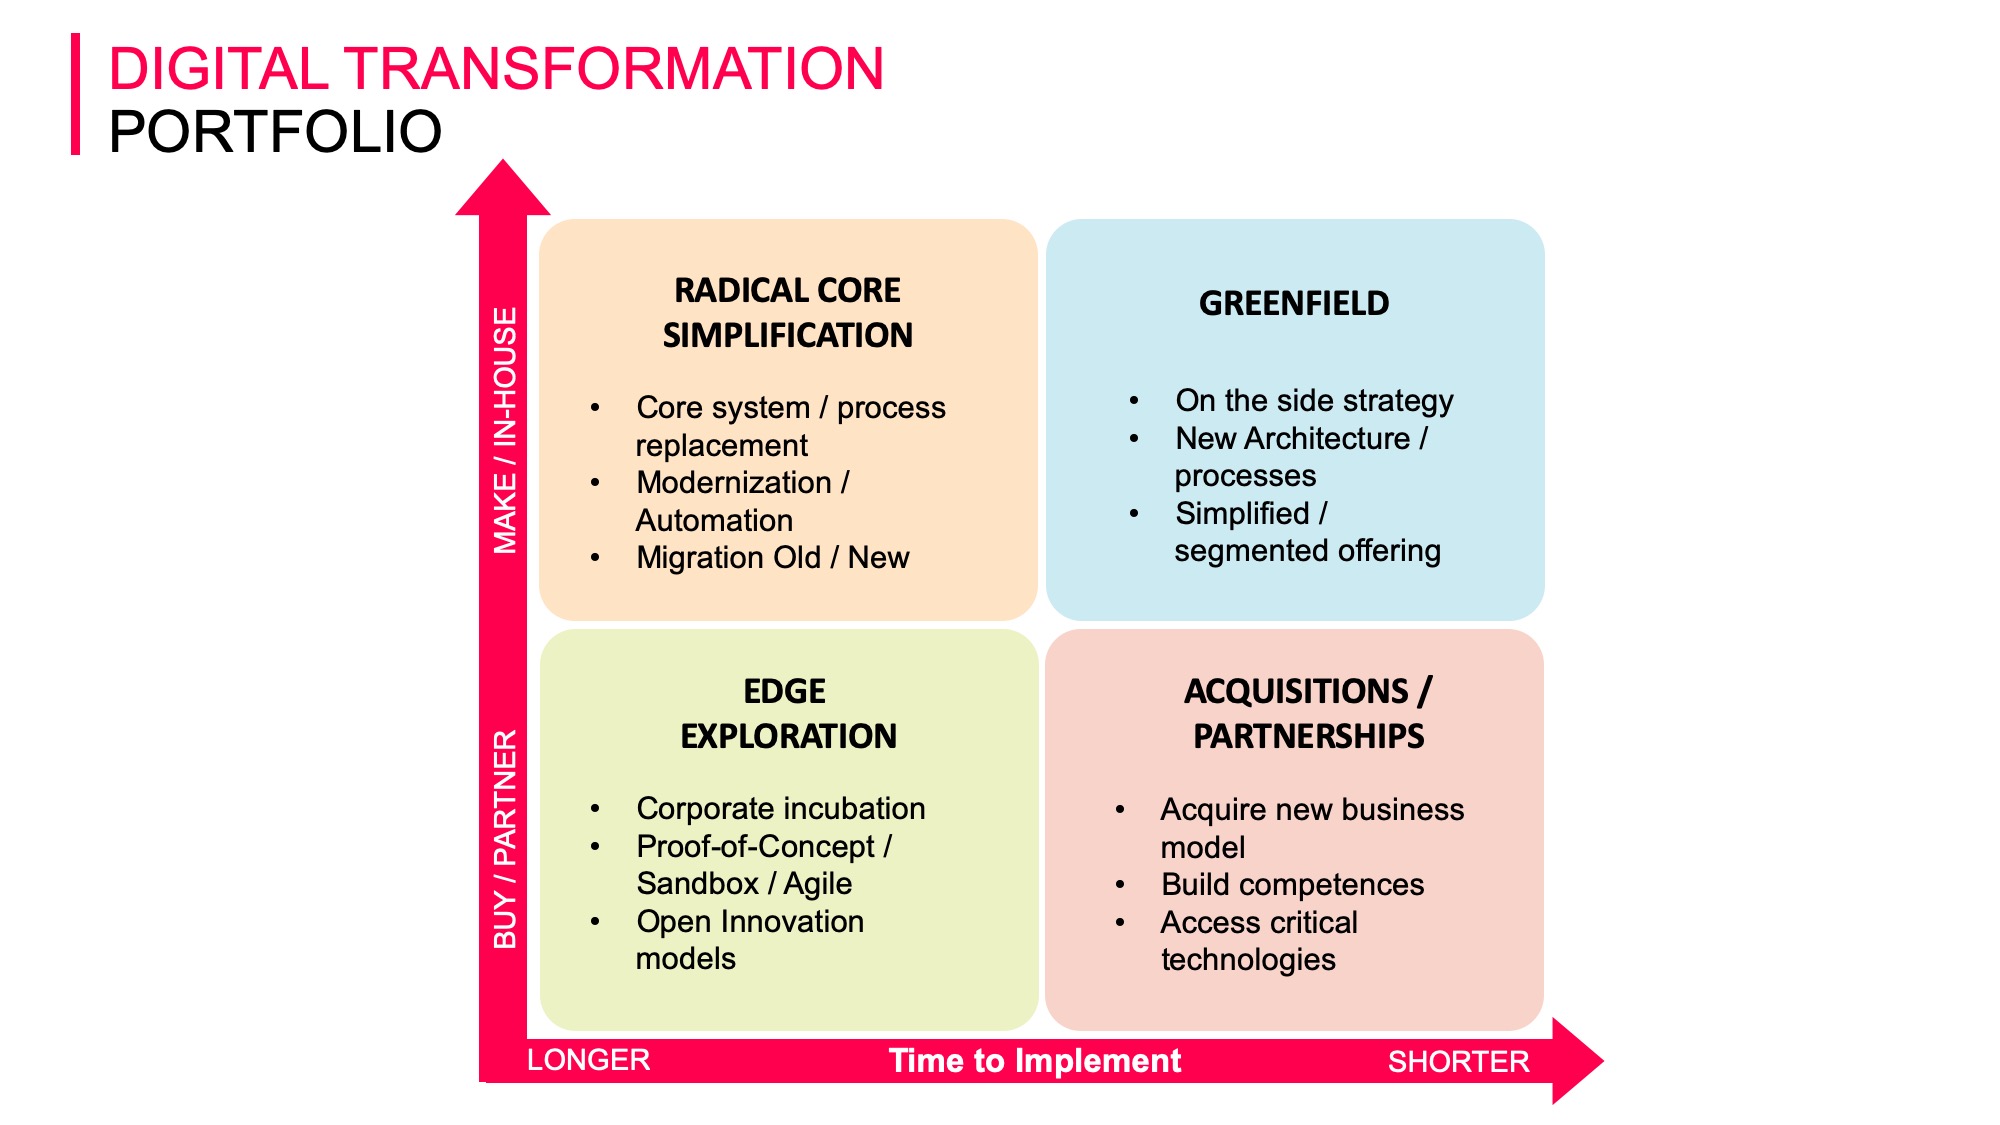 DIGITAL TRANSFORMATION
PORTFOLIO
MAKE / IN-HOUSE
RADICAL CORE
SIMPLIFICATION
• Core system / process
replacement
• Modernization /
Automation
• Migration Old / New
GREENFIELD
• On the side strategy
• New Architecture /
processes
• Simplified /
segmented offering
BUY / PARTNER
EDGE
EXPLORATION
• Corporate incubation
• Proof-of-Concept /
Sandbox / Agile
• Open Innovation
models
ACQUISITIONS /
PARTNERSHIPS
• Acquire new business
model
• Build competences
• Access critical
technologies
LONGER
Time to Implement
SHORTER